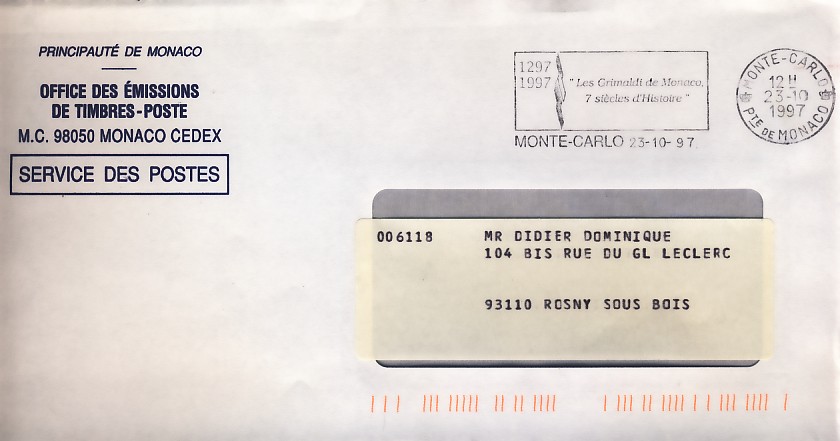 PRINCIPAUTÉ DE MONACO
OFFICE DES ÉMISSIONS
DE TIMBRES-POSTE
M.C. 98050 MONACO CEDEX
SERVICE DES POSTES
1297
1997
"Les Grimaldi de Monaco,
7 siècles d'Histoire"
MONTE-CARLO 23-10-97
MONTE-CARLO
12 H
23-10
1997
PTE DE MONACO
006118 MR DIDIER DOMINIQUE
104 BIS RUE DU GL LECLERC
93110 ROSNY SOUS BOIS